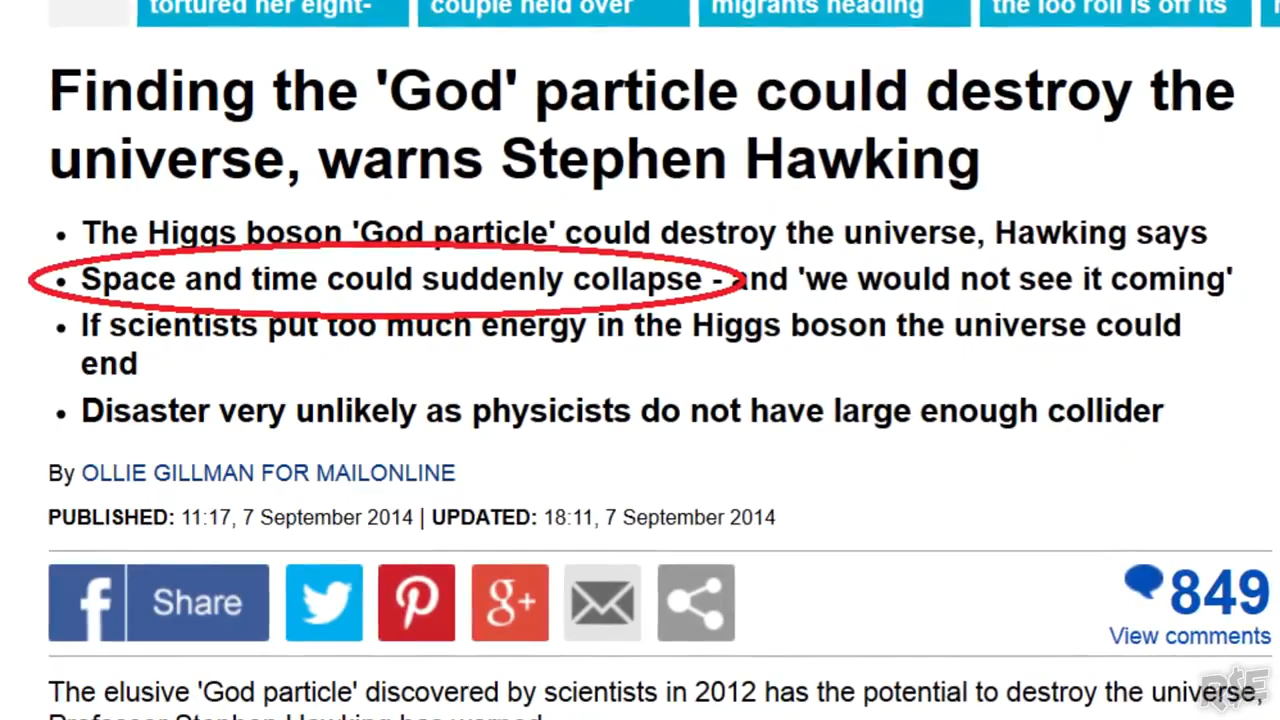 tortured her eight-
couple held over
migrants heading
the loo roll is off its
Finding the 'God' particle could destroy the
universe, warns Stephen Hawking
• The Higgs boson 'God particle' could destroy the universe, Hawking says
• Space and time could suddenly collapse - and 'we would not see it coming'
• If scientists put too much energy in the Higgs boson the universe could
end
• Disaster very unlikely as physicists do not have large enough collider
By OLLIE GILLMAN FOR MAILONLINE
PUBLISHED: 11:17, 7 September 2014 | UPDATED: 18:11, 7 September 2014
f Share
g+
849
View comments
The elusive 'God particle' discovered by scientists in 2012 has the potential to destroy the universe,
Professor Stephen Hawking has warned